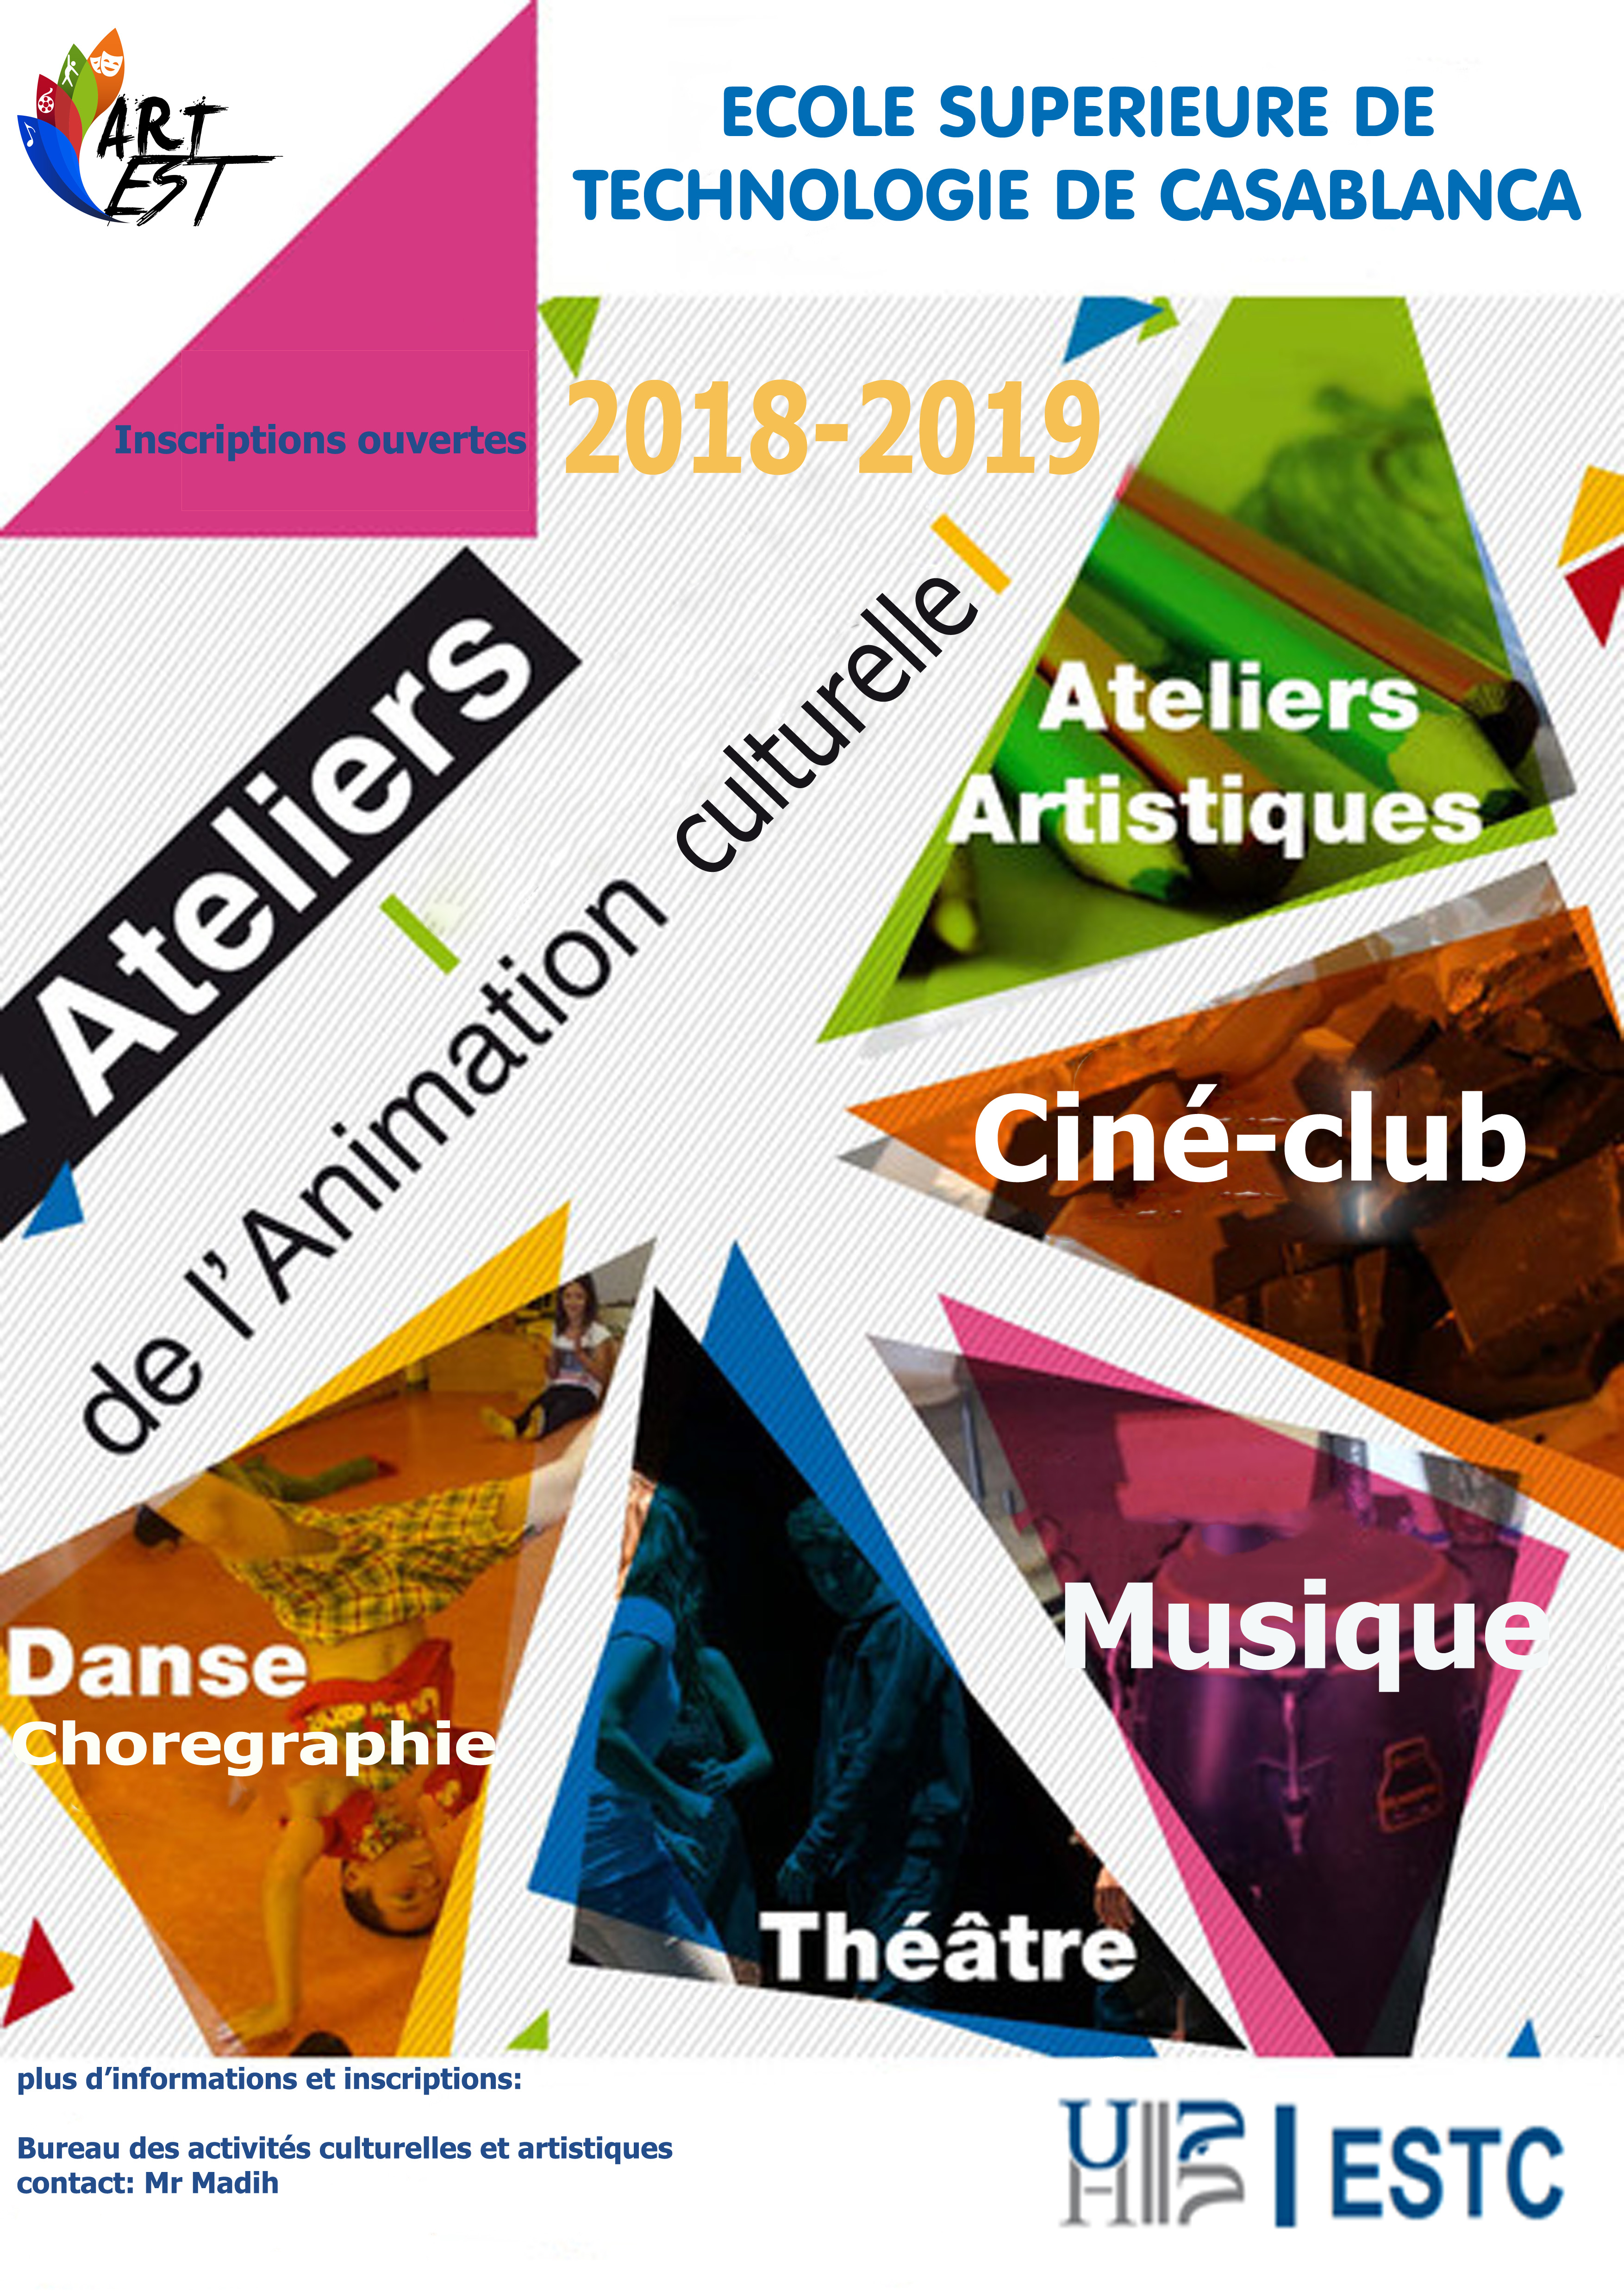 ART
EST
ECOLE SUPERIEURE DE
TECHNOLOGIE DE CASABLANCA
Inscriptions ouvertes
2018-2019
Ateliers
de l’Animation culturelle
Ateliers
Artistiques
Ciné-club
Musique
Danse
Choregraphie
Théâtre
plus d’informations et inscriptions:
Bureau des activités culturelles et artistiques
contact: Mr Madih
UH2C | ESTC